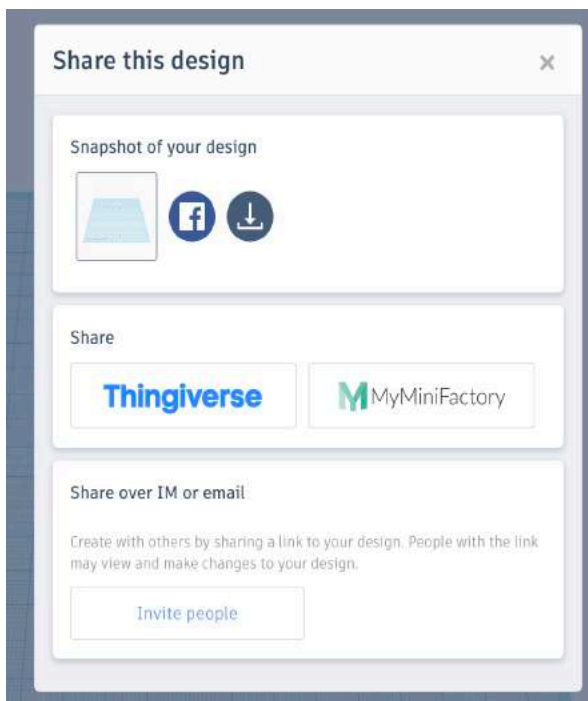 Share this design
Snapshot of your design
Share
Thingiverse
MyMiniFactory
Share over IM or email
Create with others by sharing a link to your design. People with the link
may view and make changes to your design.
Invite people